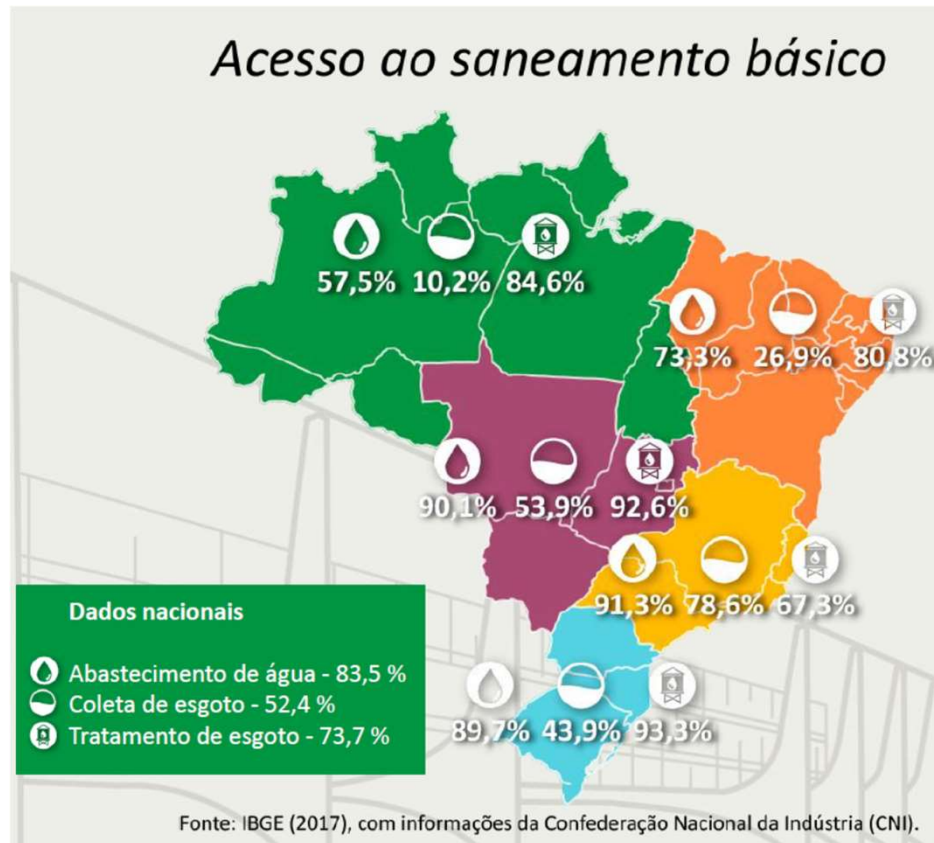 Acesso ao saneamento básico
57,5% 10,2% 84,6%
73,3% 26,9% 80,8%
90,1% 53,9% 92,6%
91,3% 78,6% 67,3%
89,7% 43,9% 93,3%
Dados nacionais
Abastecimento de água - 83,5 %
Coleta de esgoto - 52,4 %
Tratamento de esgoto - 73,7 %
Fonte: IBGE (2017), com informações da Confederação Nacional da Indústria (CNI).